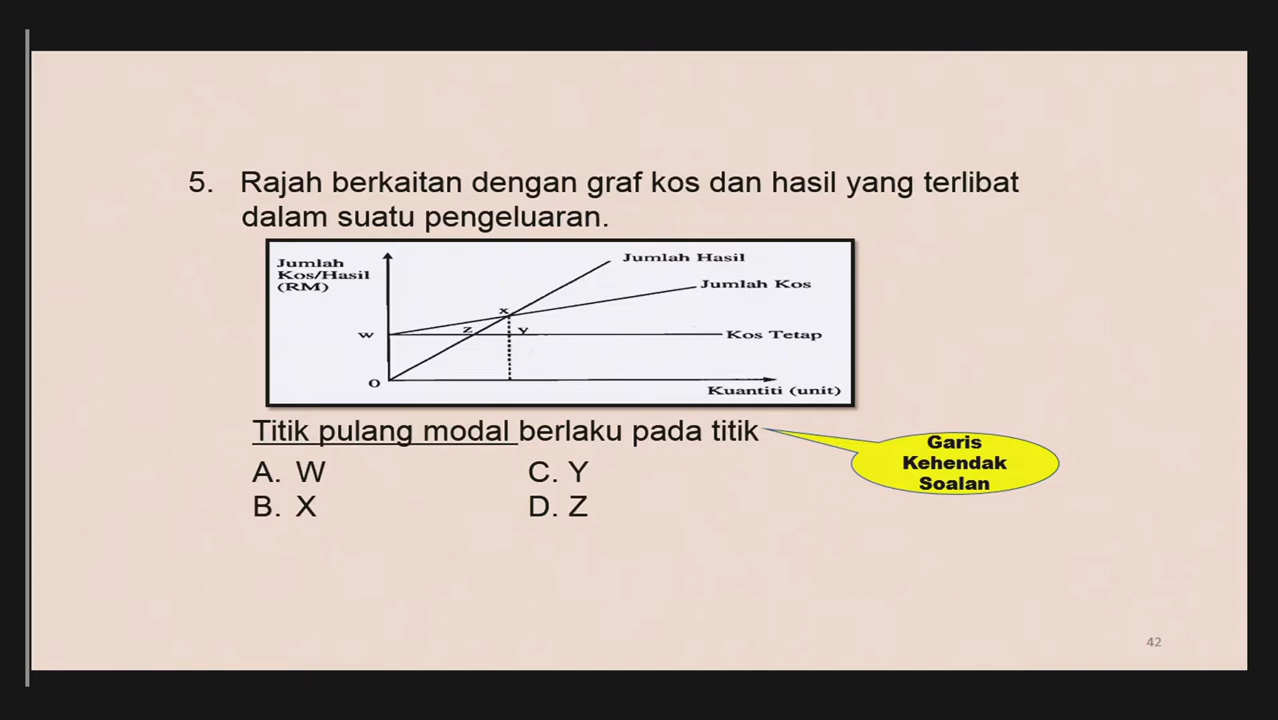 5. Rajah berkaitan dengan graf kos dan hasil yang terlibat
dalam suatu pengeluaran.
Jumlah
Kos/Hasil
(RM)
Jumlah Hasil
Jumlah Kos
x
z
y
w
Kos Tetap
O
Kuantiti (unit)
Titik pulang modal berlaku pada titik
Garis
Kehendak
Soalan
A. W
C. Y
B. X
D. Z
42